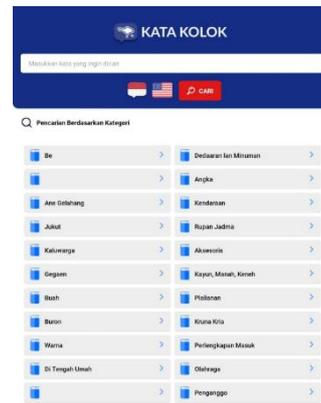 KATA KOLOK
Masukkan kata yang ingin dicari
CARI
Pencarian Berdasarkan Kategori
Be
Dedaaran lan Minuman
Angka
Ane Gelahang
Kendaraan
Jukut
Rupan Jadma
Kaluwarga
Aksesoris
Gegaen
Kayun, Manah, Keneh
Buah
Plalianan
Buron
Kruna Kria
Warna
Perlengkapan Masuk
Di Tengah Umah
Olahraga
Penganggo